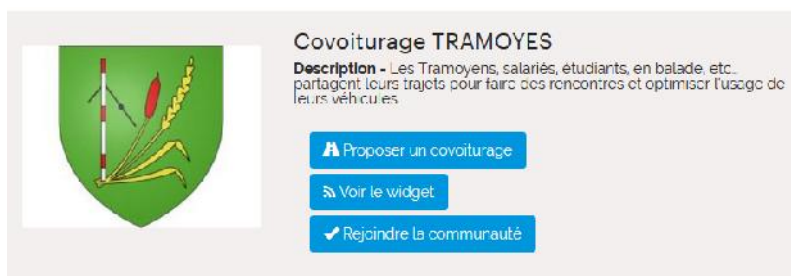 Covoiturage TRAMOYES
Description - Les Tramoyens, salariés, étudiants, en balade, etc...
partagent leurs trajets pour faire des rencontres et optimiser l'usage de
leurs véhicules
Proposer un covoiturage
Voir le widget
Rejoindre la communauté